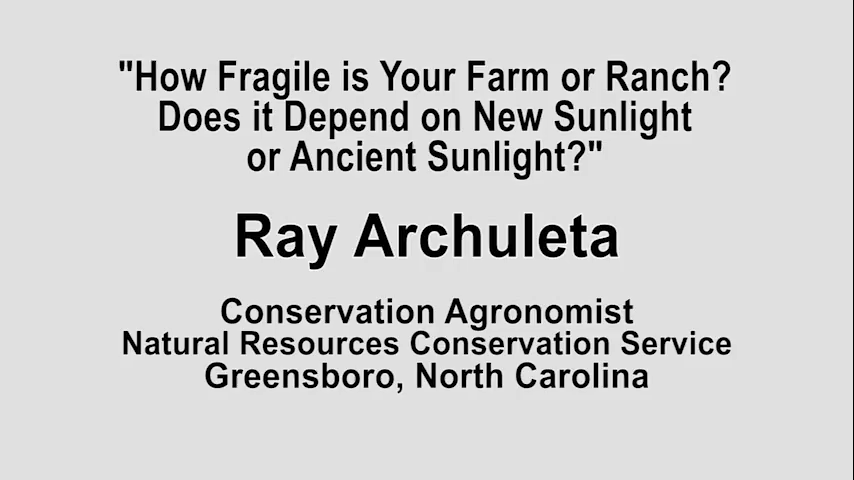 "How Fragile is Your Farm or Ranch?
Does it Depend on New Sunlight
or Ancient Sunlight?"
Ray Archuleta
Conservation Agronomist
Natural Resources Conservation Service
Greensboro, North Carolina